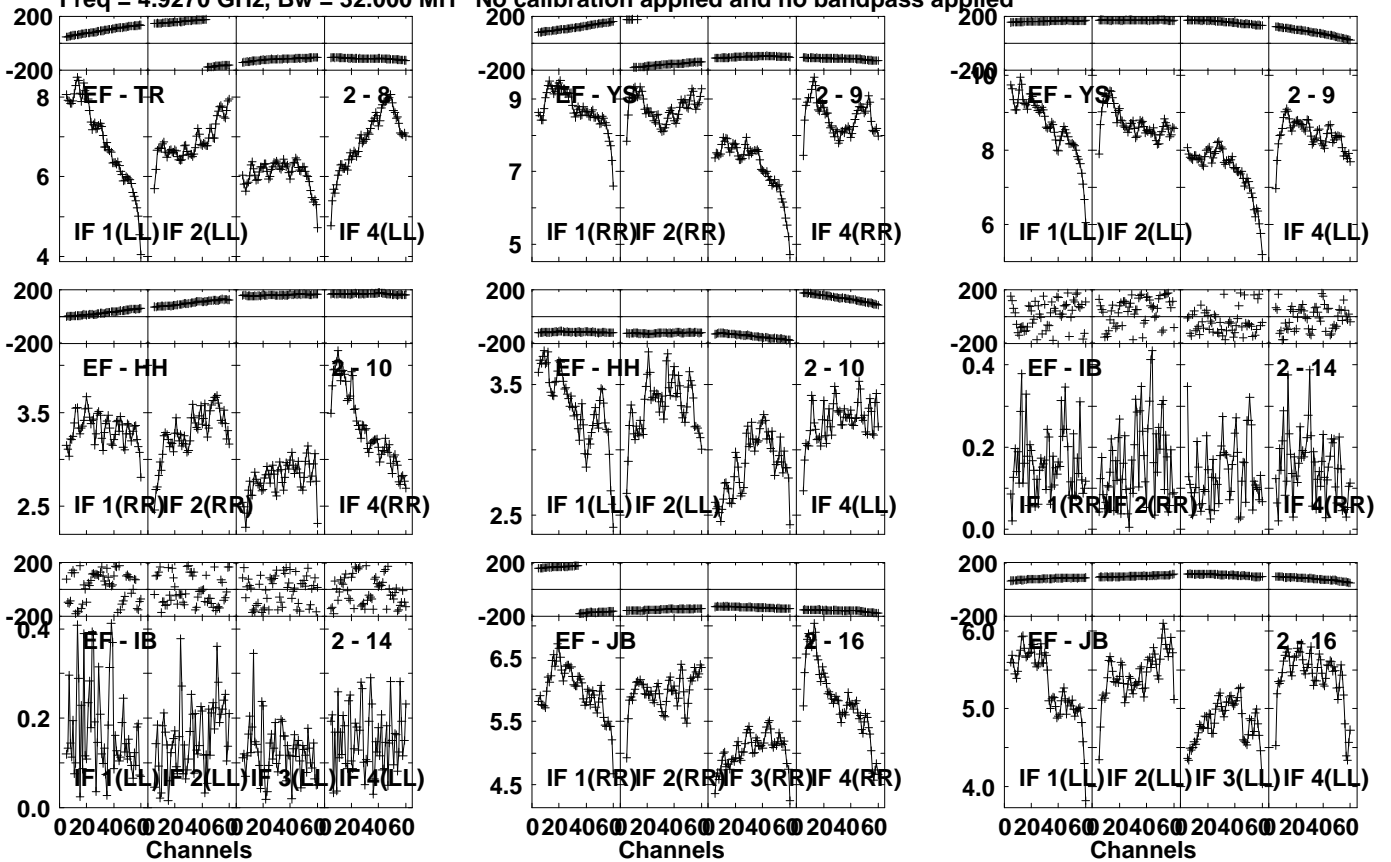 Freq = 4.9270 GHz, Bw = 32.000 MH No calibration applied and no bandpass applied
200
-200
8
6
4
EF - TR
2 - 8
IF 1(LL)
IF 2(LL)
IF 4(LL)
200
-200
9
7
5
EF - YS
2 - 9
IF 1(RR)
IF 2(RR)
IF 4(RR)
200
-200
10
8
6
EF - YS
2 - 9
IF 1(LL)
IF 2(LL)
IF 4(LL)
200
-200
3.5
2.5
EF - HH
2 - 10
IF 1(RR)
IF 2(RR)
IF 4(RR)
200
-200
3.5
2.5
EF - HH
2 - 10
IF 1(LL)
IF 2(LL)
IF 4(LL)
200
-200
0.4
0.2
0.0
EF - IB
2 - 14
IF 1(RR)
IF 2(RR)
IF 4(RR)
200
-200
0.4
0.2
0.0
EF - IB
2 - 14
IF 1(LL)
IF 2(LL)
IF 3(LL)
IF 4(LL)
0 20 40 60 0 20 40 60 0 20 40 60 0 20 40 60
Channels
200
-200
6.5
5.5
4.5
EF - JB
2 - 16
IF 1(RR)
IF 2(RR)
IF 3(RR)
IF 4(RR)
0 20 40 60 0 20 40 60 0 20 40 60 0 20 40 60
Channels
200
-200
6.0
5.0
4.0
EF - JB
2 - 16
IF 1(LL)
IF 2(LL)
IF 3(LL)
IF 4(LL)
0 20 40 60 0 20 40 60 0 20 40 60 0 20 40 60
Channels